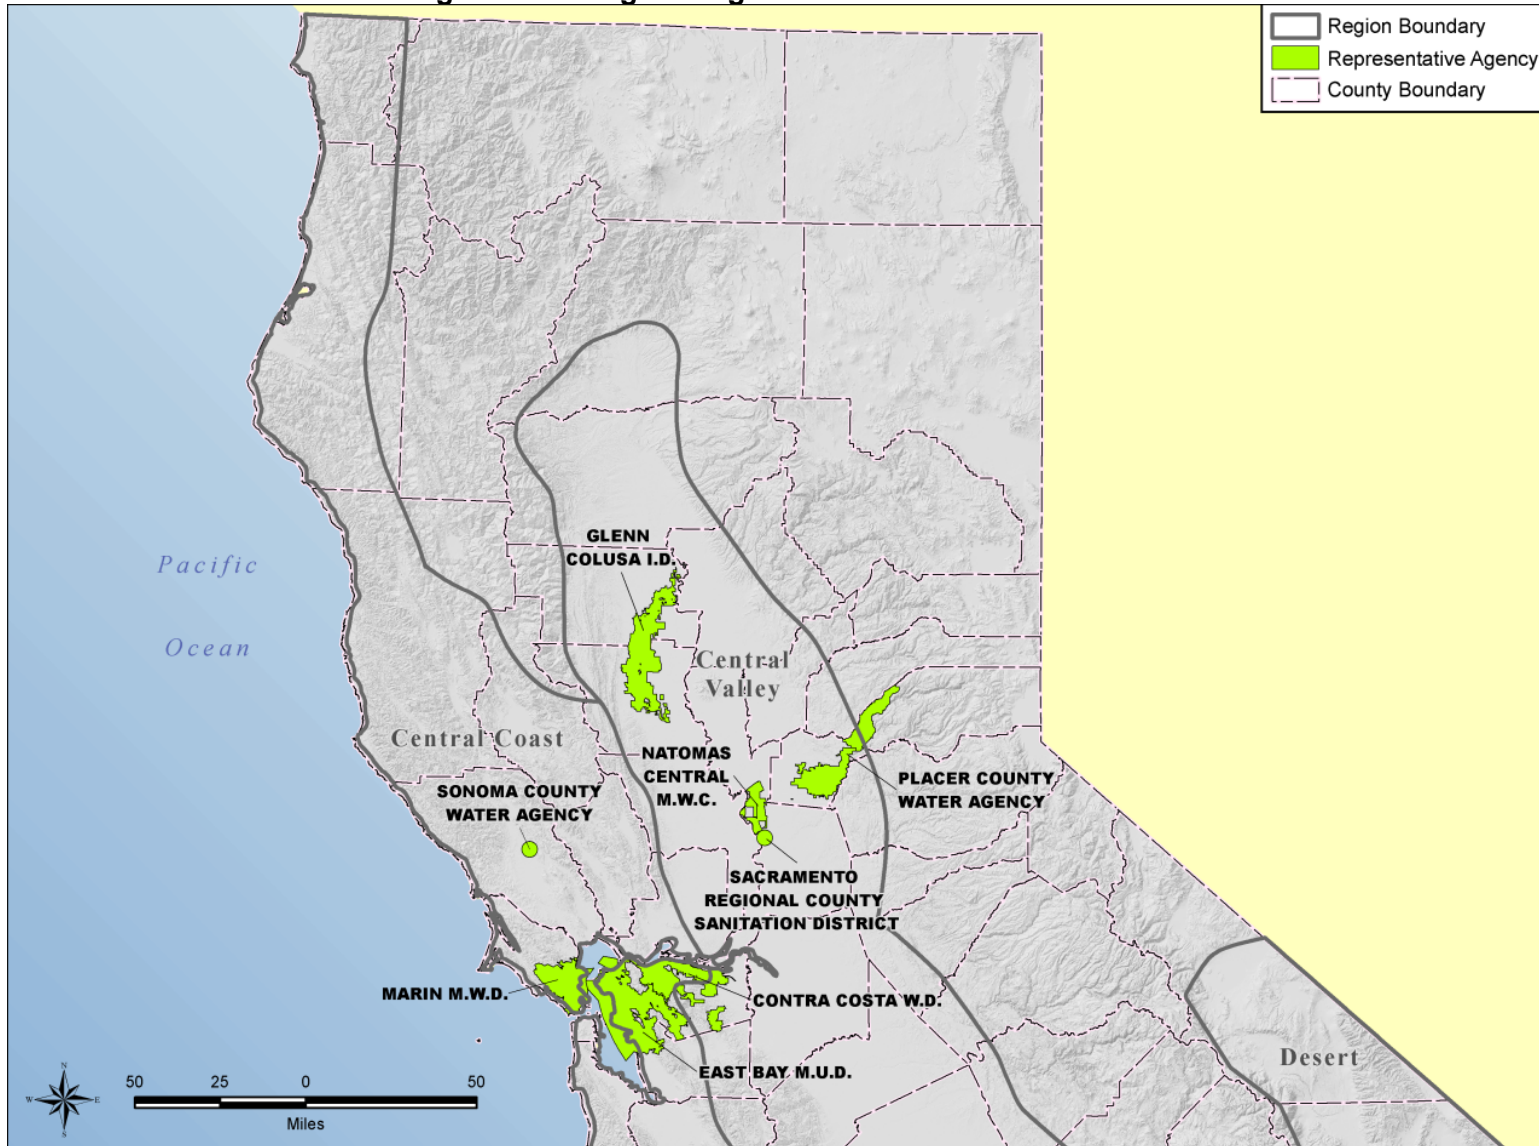 Region Boundary
Representative Agency
County Boundary
GLENN
COLUSA I.D.
Pacific
Ocean
Central
Valley
Central Coast
NATOMAS
CENTRAL
M.W.C.
PLACER COUNTY
WATER AGENCY
SONOMA COUNTY
WATER AGENCY
SACRAMENTO
REGIONAL COUNTY
SANITATION DISTRICT
MARIN M.W.D.
CONTRA COSTA W.D.
EAST BAY M.U.D.
Desert
N
W E
S
50 25 0 50
Miles